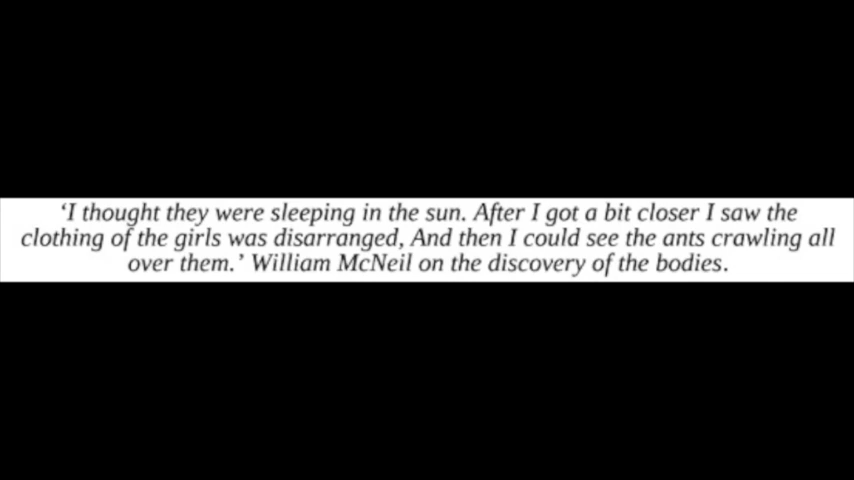 ‘I thought they were sleeping in the sun. After I got a bit closer I saw the
clothing of the girls was disarranged, And then I could see the ants crawling all
over them.’ William McNeil on the discovery of the bodies.